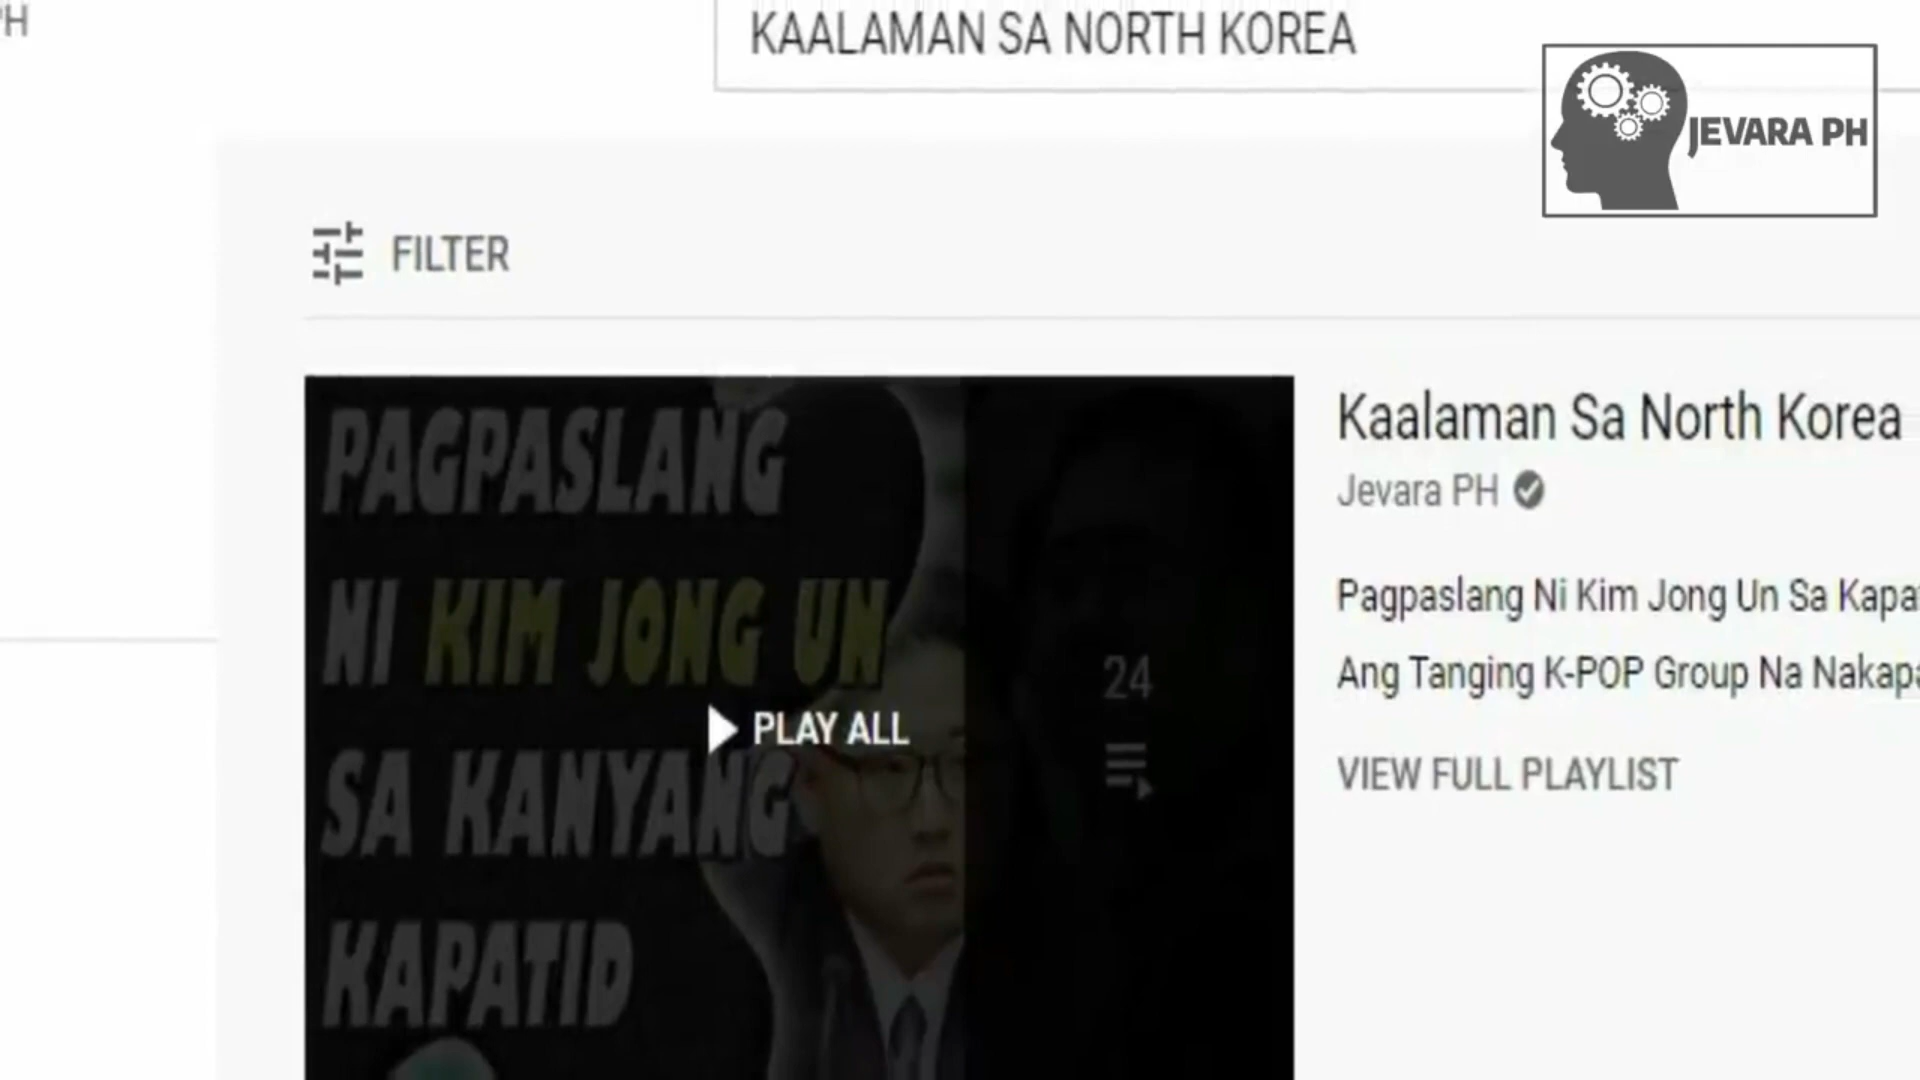 PH
KAALAMAN SA NORTH KOREA
JEVARA PH
FILTER
PAGPASLANG
NI KIM JONG UN
SA KANYANG
KAPATID
PLAY ALL
24
Kaalaman Sa North Korea
Jevara PH
Pagpaslang Ni Kim Jong Un Sa
Ang Tanging K-POP Group Na
VIEW FULL PLAYLIST